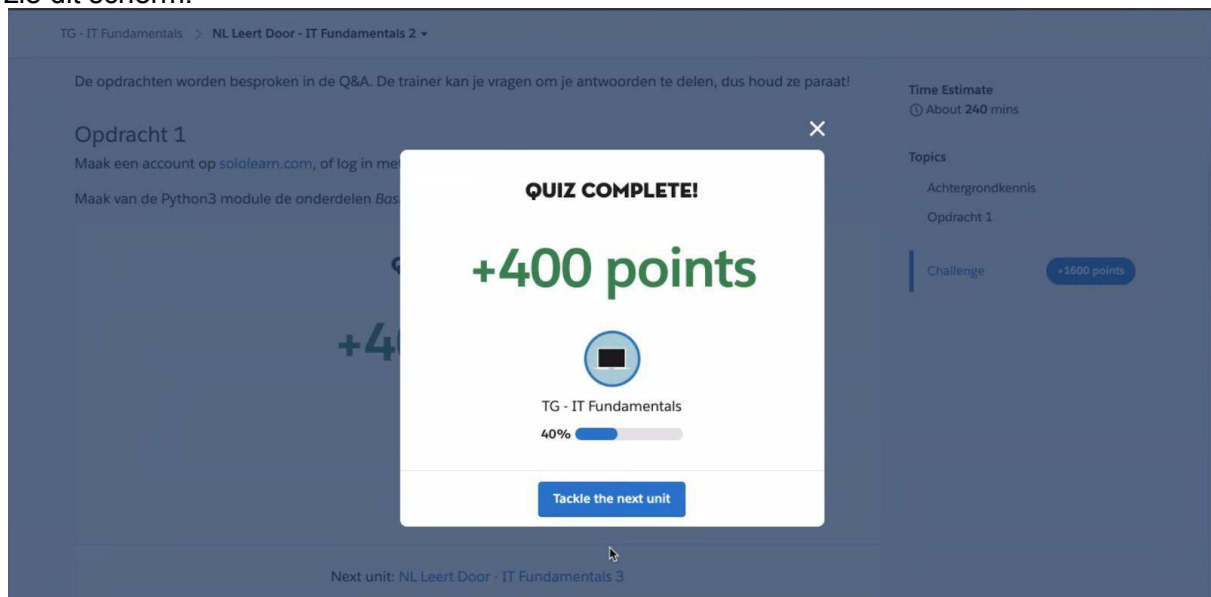 Zie dit scherm:
TG - IT Fundamentals > NL Leert Door - IT Fundamentals 2
De opdrachten worden besproken in de Q&A. De trainer kan je vragen om je antwoorden te delen, dus houd ze paraat!
Opdracht 1
Maak een account op sololearn.com, of log in met
Maak van de Python3 module de onderdelen Bas
QUIZ COMPLETE!
+400 points
TG - IT Fundamentals
40%
Tackle the next unit
+40
Next unit: NL Leert Door - IT Fundamentals 3
Time Estimate
About 240 mins
Topics
Achtergrondkennis
Opdracht 1
Challenge
+1600 points